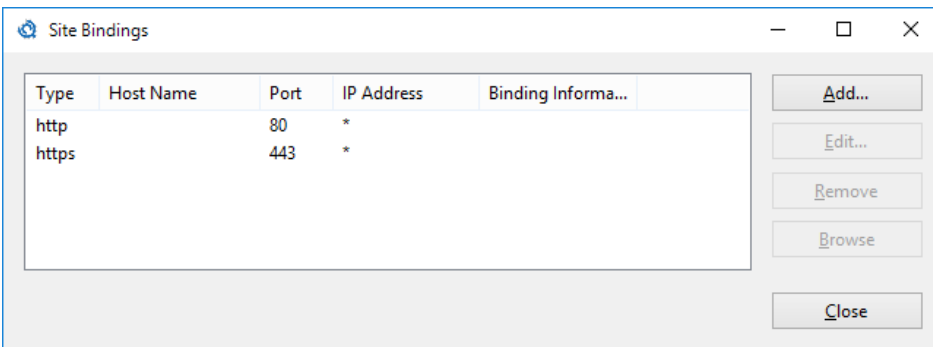 Site Bindings
Type Host Name Port IP Address Binding Informa...
http 80 *
https 443 *
Add...
Edit...
Remove
Browse
Close